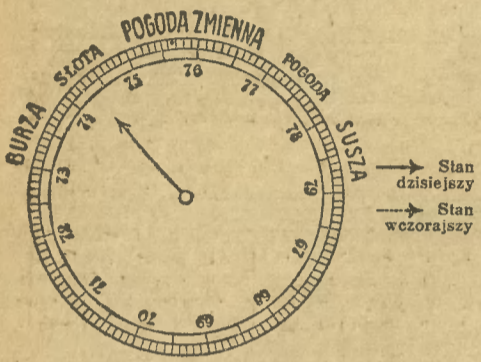 POGODA ZMIENNA
SŁOTA
POGODA
BURZA
SUSZA
73
74
75
76
77
78
79
67
68
69
70
71
72
Stan
dzisiejszy
Stan
wczorajszy